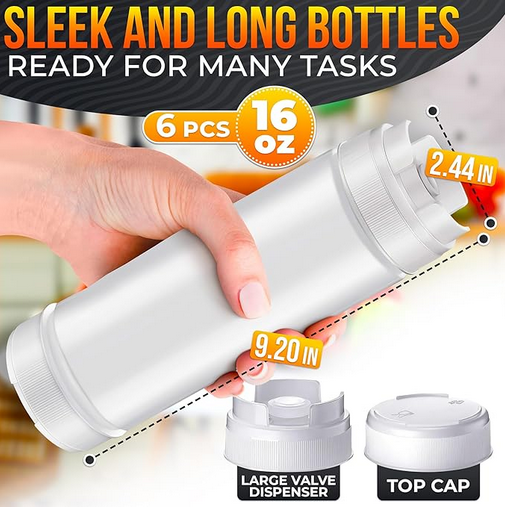 SLEEK AND LONG BOTTLES
READY FOR MANY TASKS
6 PCS
16
OZ
2.44 IN
9.20 IN
LARGE VALVE
DISPENSER
TOP CAP